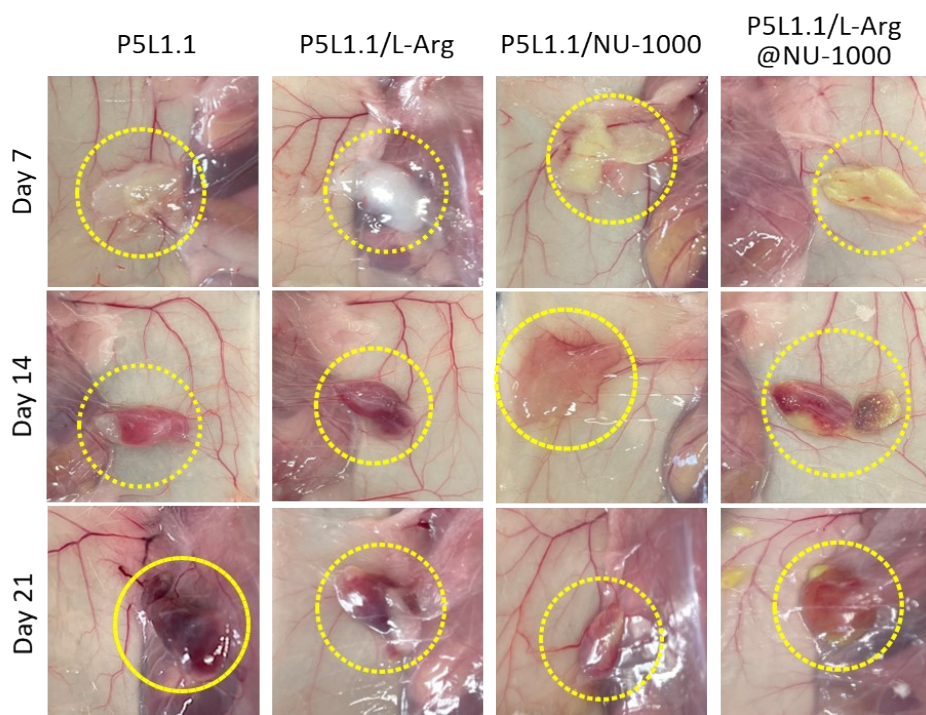 P5L1.1
P5L1.1/L-Arg
P5L1.1/NU-1000
P5L1.1/L-Arg
@NU-1000
Day 7
Day 14
Day 21